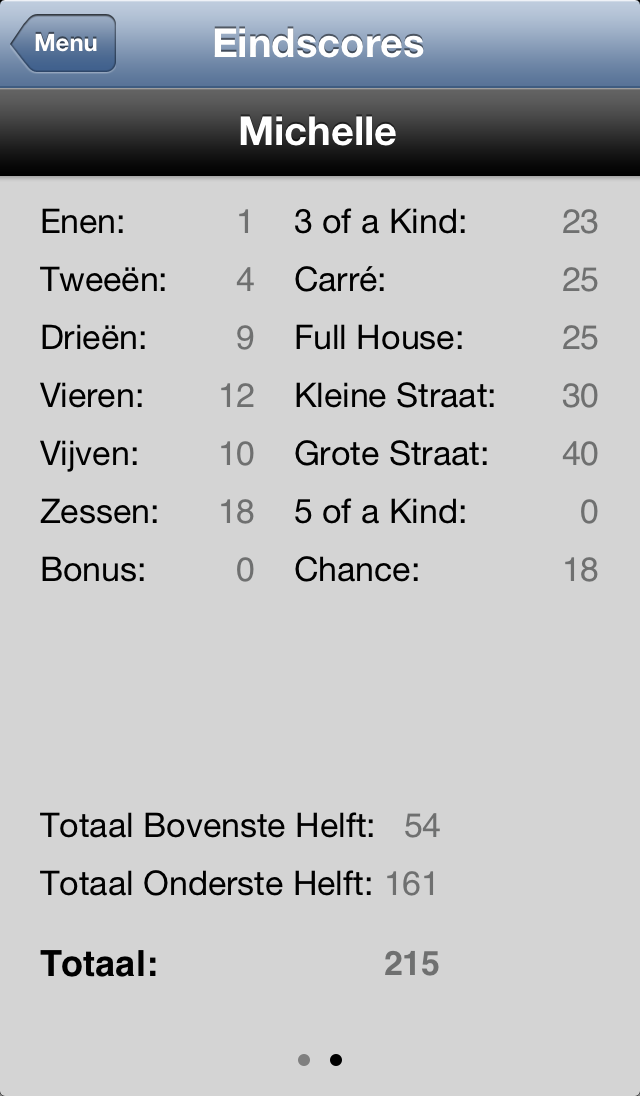 Menu
Eindscores
Michelle
Enen: 1 3 of a Kind: 23
Tweeën: 4 Carré: 25
Drieën: 9 Full House: 25
Vieren: 12 Kleine Straat: 30
Vijven: 10 Grote Straat: 40
Zessen: 18 5 of a Kind: 0
Bonus: 0 Chance: 18
Totaal Bovenste Helft: 54
Totaal Onderste Helft: 161
Totaal: 215